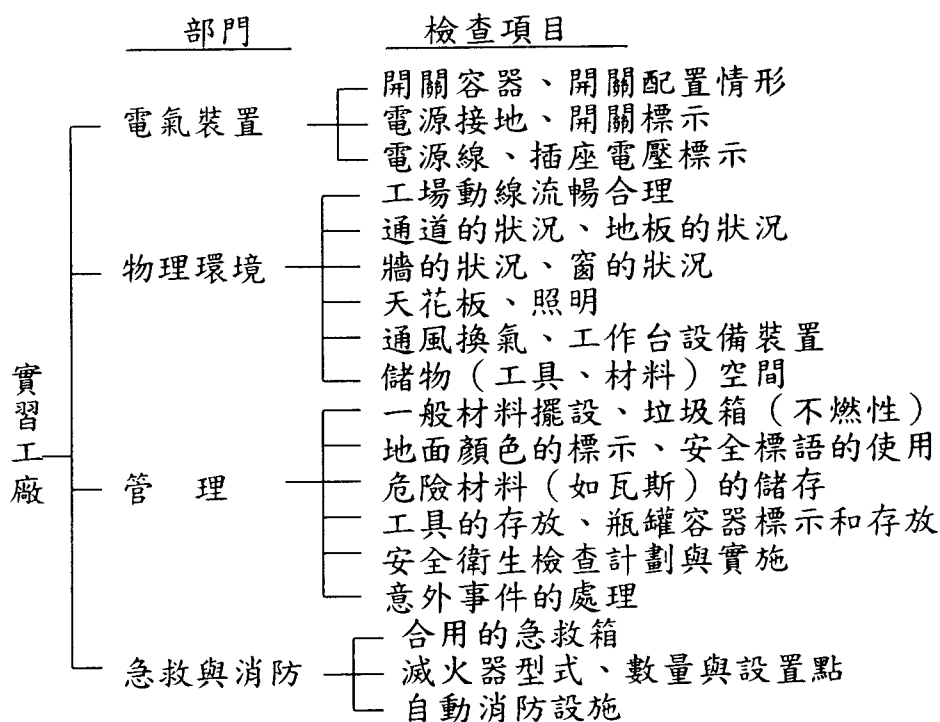 部門 檢查項目
開關容器、開關配置情形
電氣裝置 電源接地、開關標示
電源線、插座電壓標示
工場動線流暢合理
通道的狀況、地板的狀況
物理環境 牆的狀況、窗的狀況
天花板、照明
通風換氣、工作台設備裝置
儲物（工具、材料）空間
實習工廠
一般材料擺設、垃圾箱（不燃性）
地面顏色的標示、安全標語的使用
管理 危險材料（如瓦斯）的儲存
工具的存放、瓶罐容器標示和存放
安全衛生檢查計劃與實施
意外事件的處理
合用的急救箱
急救與消防 滅火器型式、數量與設置點
自動消防設施